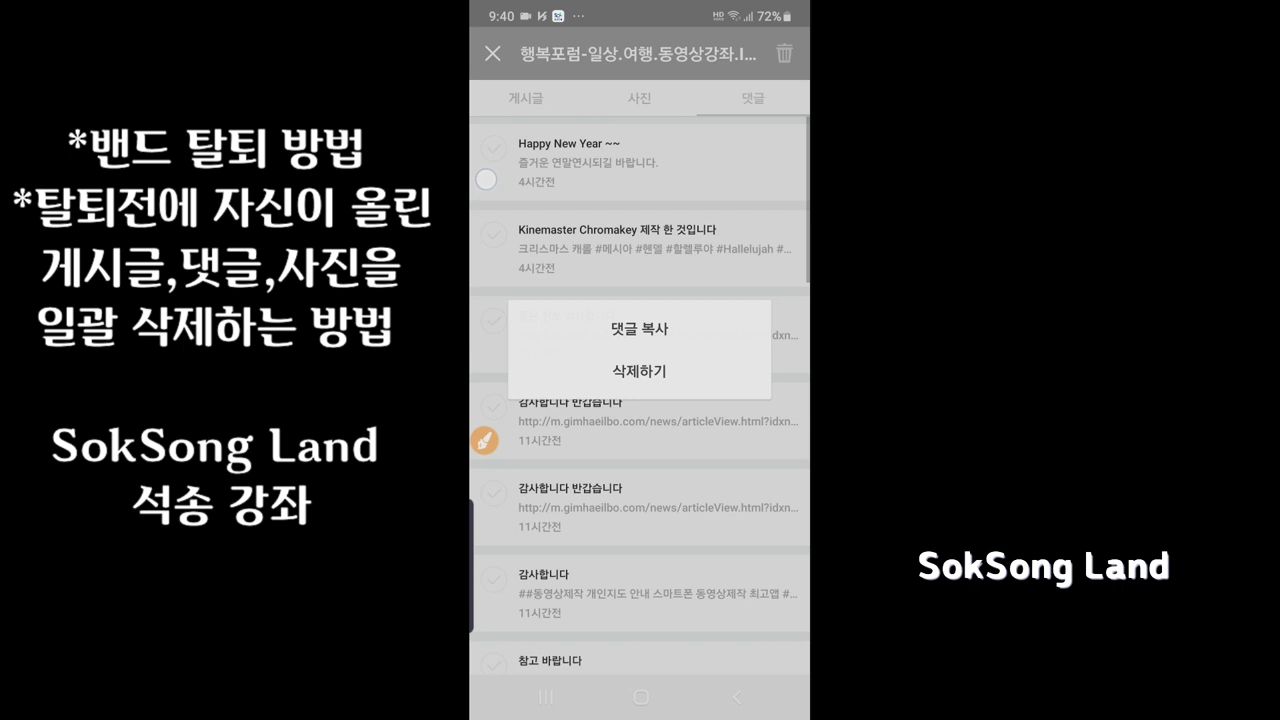 *밴드 탈퇴 방법
*탈퇴전에 자신이 올린
게시글,댓글,사진을
일괄 삭제하는 방법
SokSong Land
석송 강좌
9:40
72%
행복포럼-일상.여행.동영상강좌.I...
게시글
사진
댓글
Happy New Year ~~
즐거운 연말연시되길 바랍니다.
4시간전
Kinemaster Chromakey 제작 한 것입니다
크리스마스 캐롤 #메시아 #헨델 #할렐루야 #Hallelujah #...
4시간전
dxn...
댓글 복사
삭제하기
감사합니다 반갑습니다
http://m.gimhaeilbo.com/news/articleView.html?idxn...
11시간전
감사합니다 반갑습니다
http://m.gimhaeilbo.com/news/articleView.html?idxn...
11시간전
감사합니다
##동영상제작 개인지도 안내 스마트폰 동영상제작 최고앱 #...
11시간전
참고 바랍니다
SokSong Land